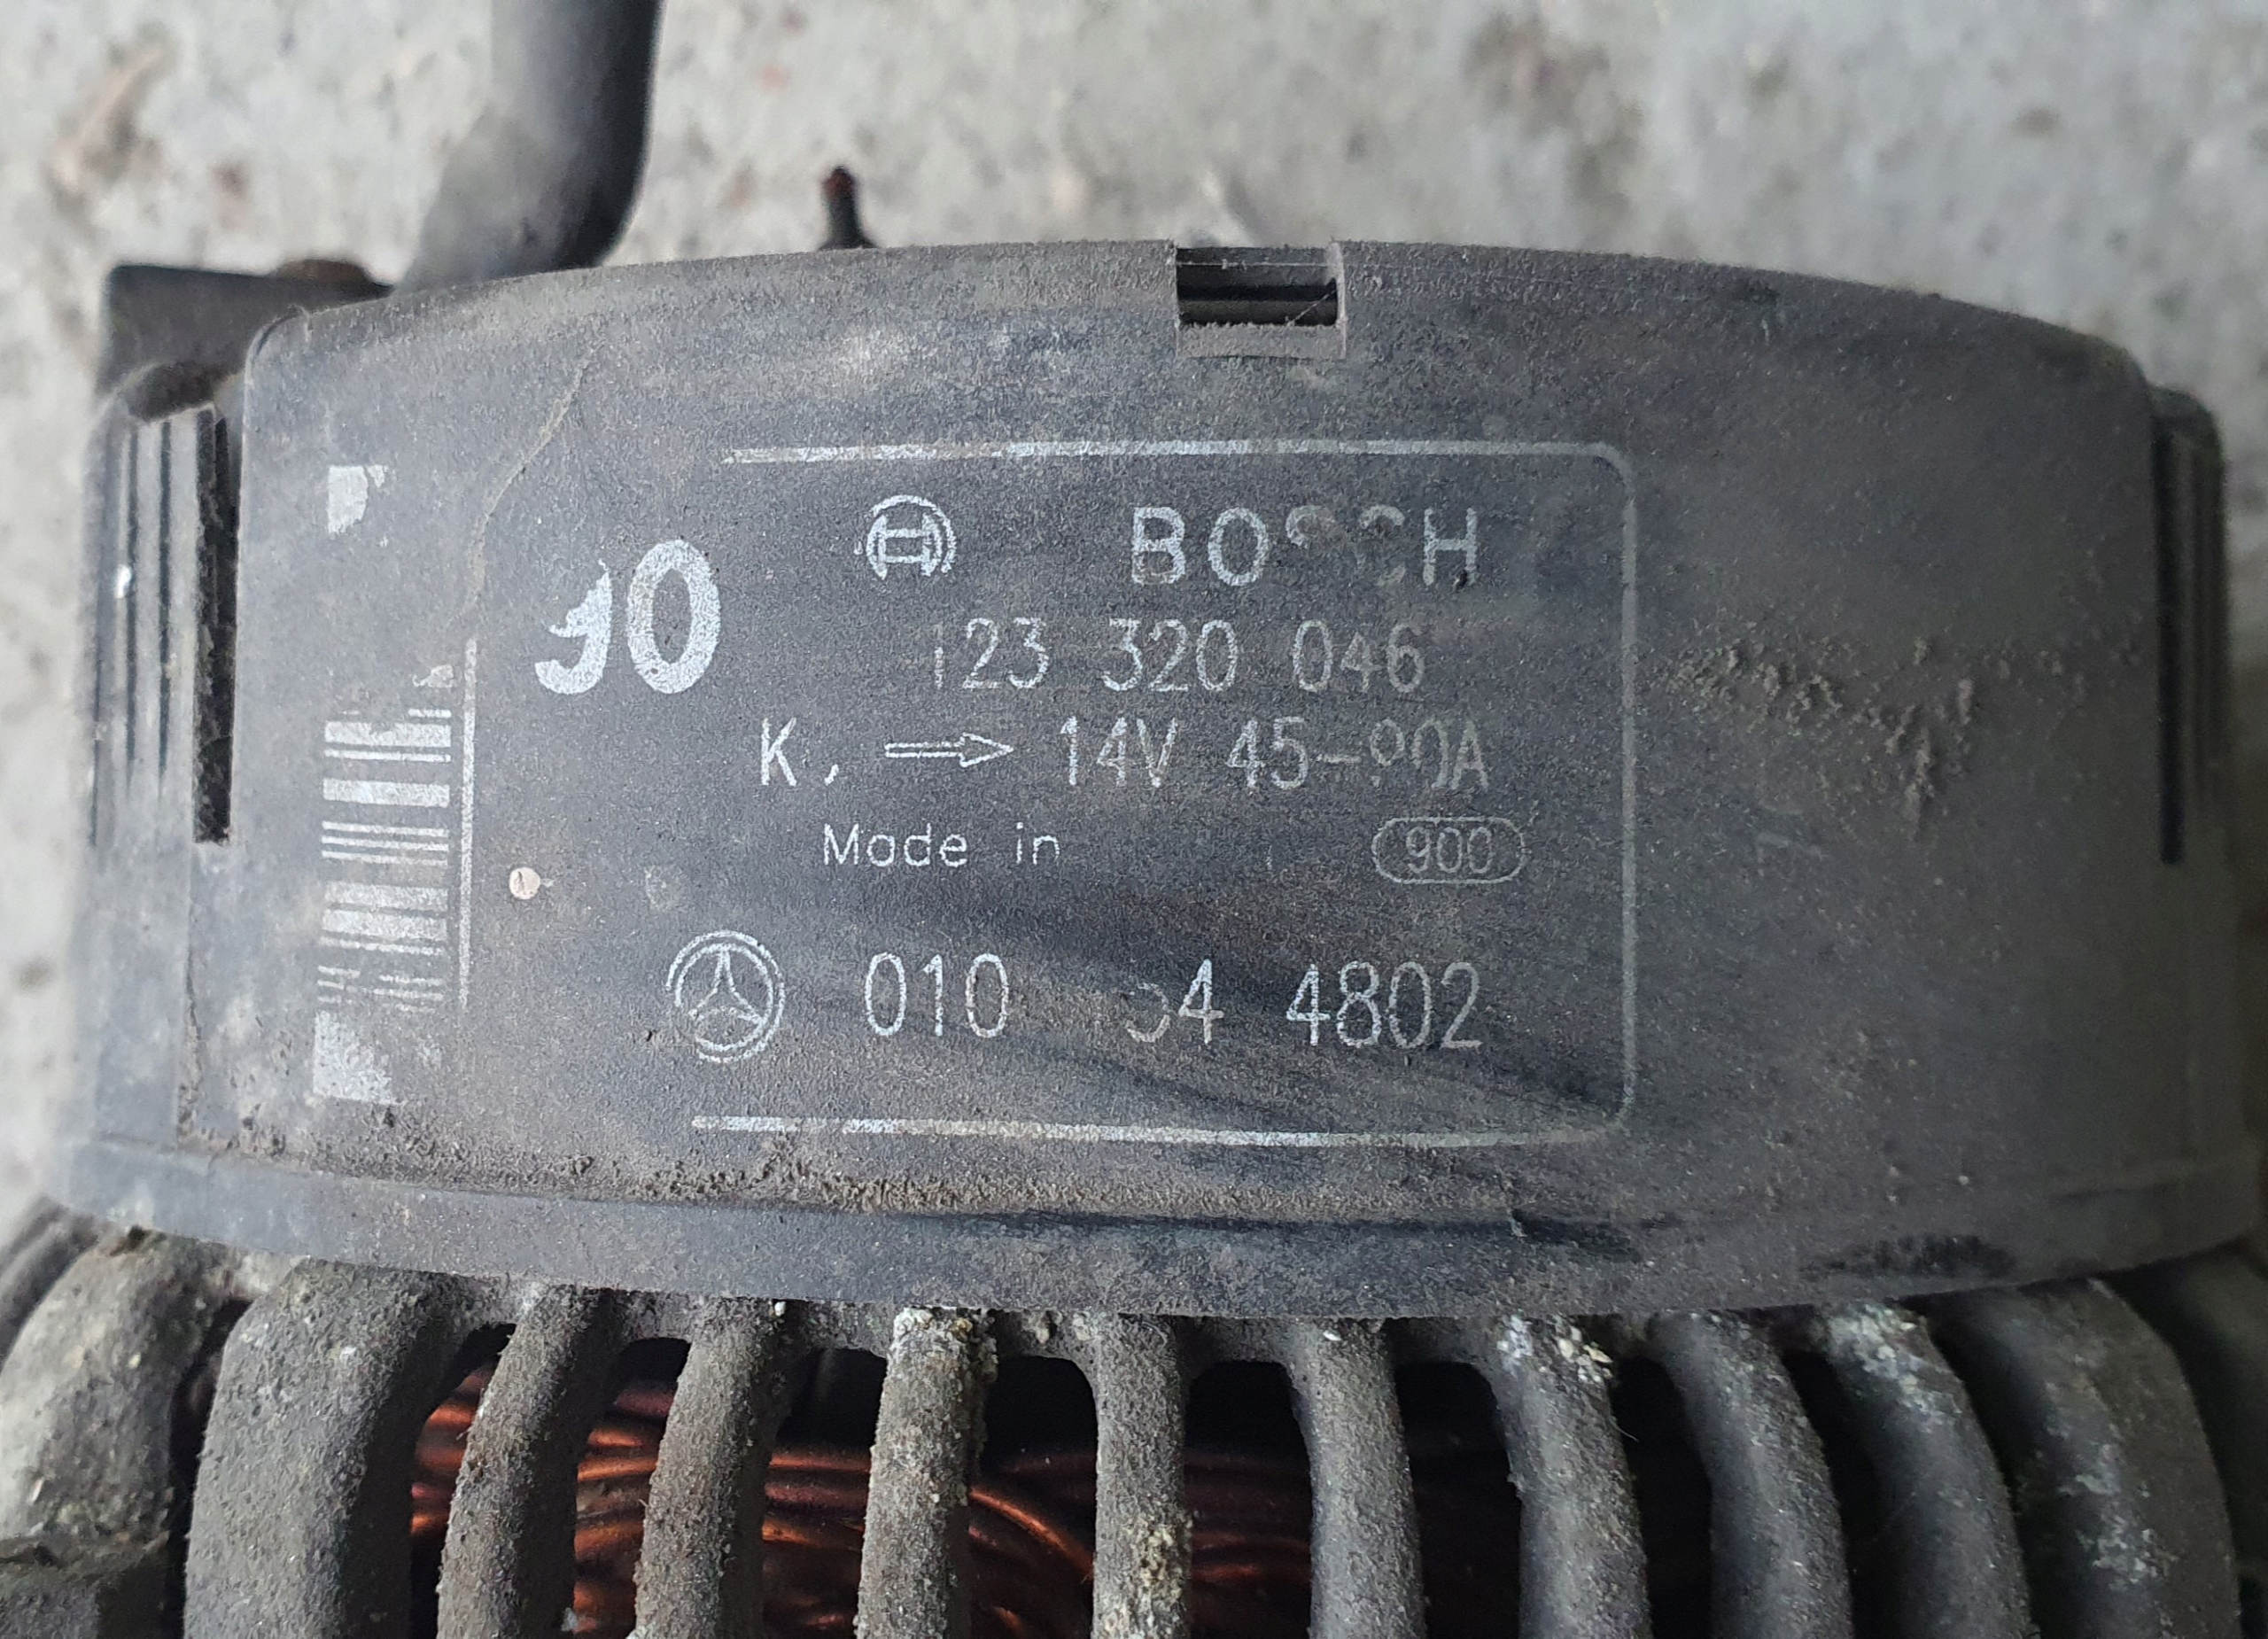 90
BOSCH
123 320 046
K. → 14V 45-90A
Made in
900
010 4802